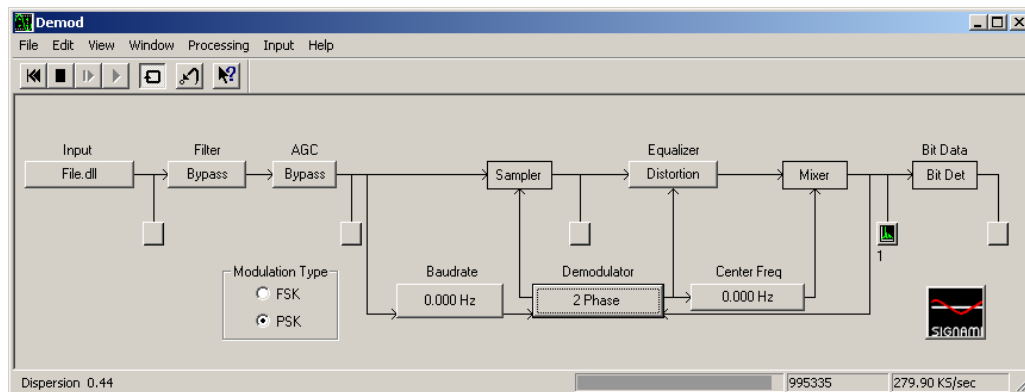 Demod
File Edit View Window Processing Input Help
Input
Filter
AGC
Equalizer
Bit Data
File.dll
Bypass
Bypass
Sampler
Distortion
Mixer
Bit Det
1
Modulation Type
FSK
PSK
Baudrate
Demodulator
Center Freq
0.000 Hz
2 Phase
0.000 Hz
SIGNAMI
Dispersion 0.44
995335
279.90 KS/sec